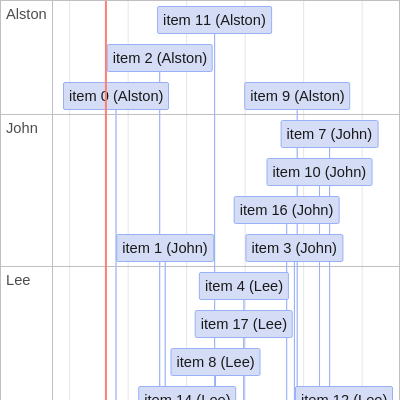 Alston
item 11 (Alston)
item 2 (Alston)
item 0 (Alston)
item 9 (Alston)
John
item 7 (John)
item 10 (John)
item 16 (John)
item 1 (John)
item 3 (John)
Lee
item 4 (Lee)
item 17 (Lee)
item 8 (Lee)
item 14 (Lee)
item 12 (Lee)